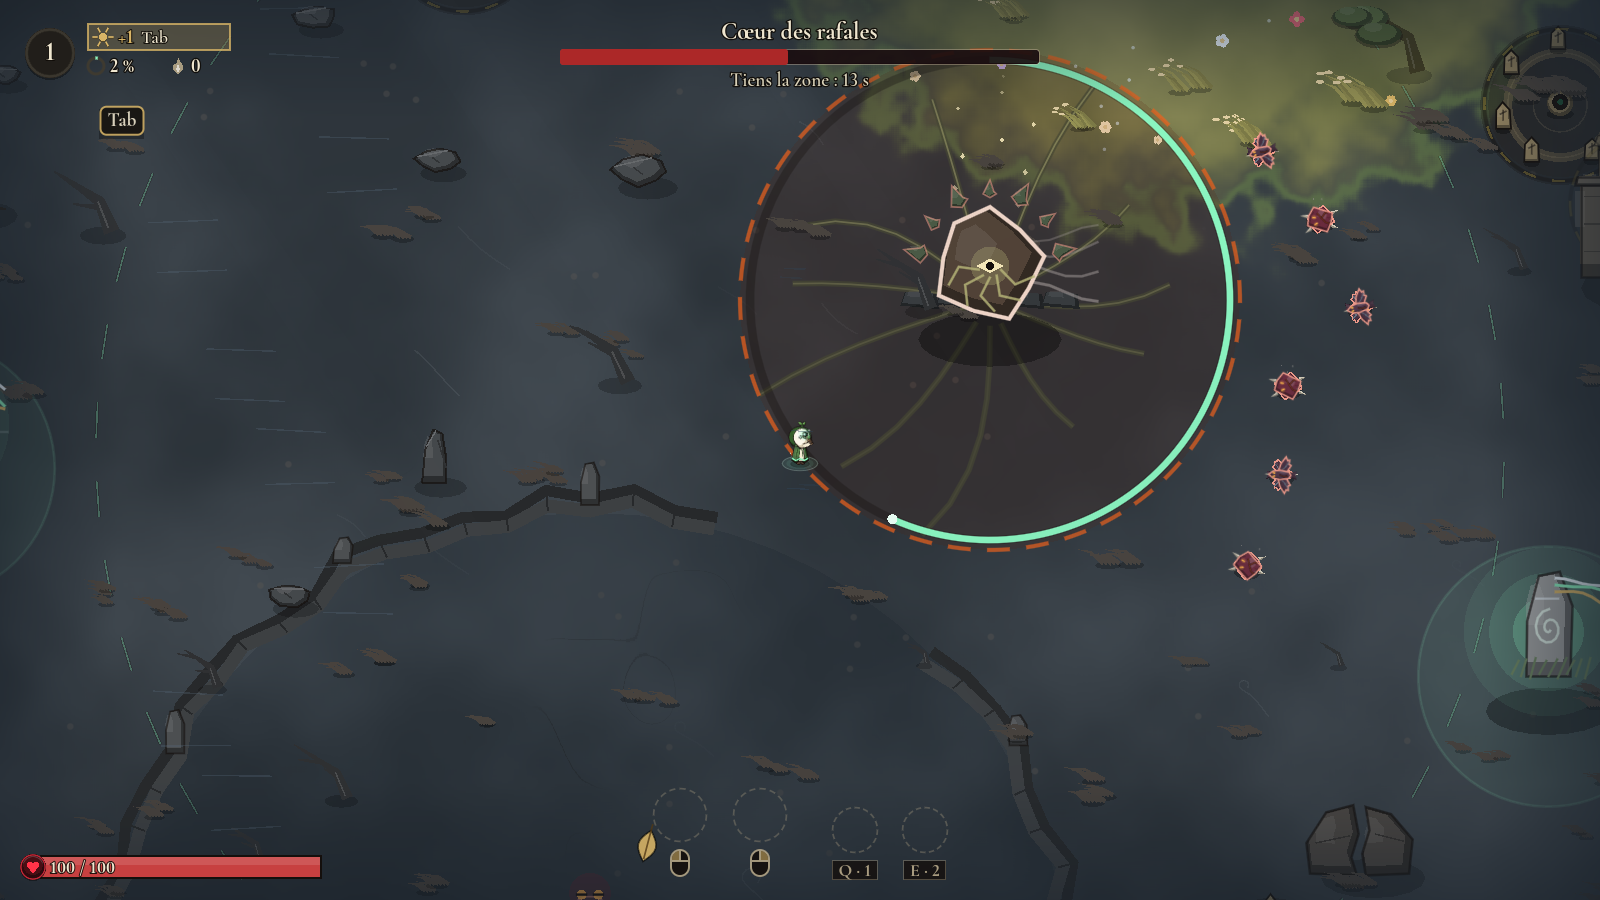 Cœur des rafales
Tiens la zone : 13 s
1
+1 Tab
2 %
0
Tab
100 / 100
Q · 1
E · 2